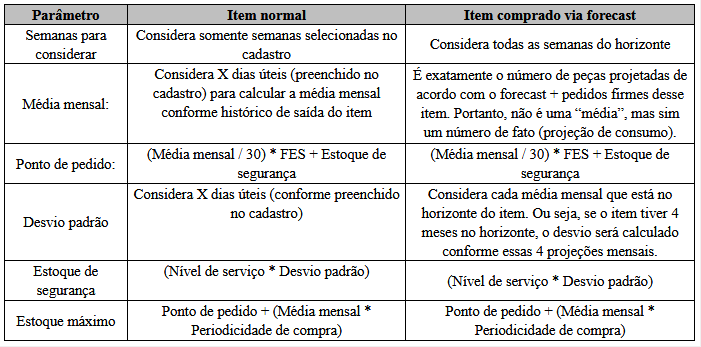 Parâmetro
Item normal
Item comprado via forecast
Semanas para
considerar
Considera somente semanas selecionadas no
cadastro
Considera todas as semanas do horizonte
Média mensal:
Considera X dias úteis (preenchido no
cadastro) para calcular a média mensal
conforme histórico de saída do item
É exatamente o número de peças projetadas de
acordo com o forecast + pedidos firmes desse
item. Portanto, não é uma “média”, mas sim
um número de fato (projeção de consumo).
Ponto de pedido:
(Média mensal / 30) * FES + Estoque de
segurança
(Média mensal / 30) * FES + Estoque de
segurança
Desvio padrão
Considera X dias úteis (conforme preenchido
no cadastro)
Considera cada média mensal que está no
horizonte do item. Ou seja, se o item tiver 4
meses no horizonte, o desvio será calculado
conforme essas 4 projeções mensais.
Estoque de
segurança
(Nível de serviço * Desvio padrão)
(Nível de serviço * Desvio padrão)
Estoque máximo
Ponto de pedido + (Média mensal *
Periodicidade de compra)
Ponto de pedido + (Média mensal *
Periodicidade de compra)